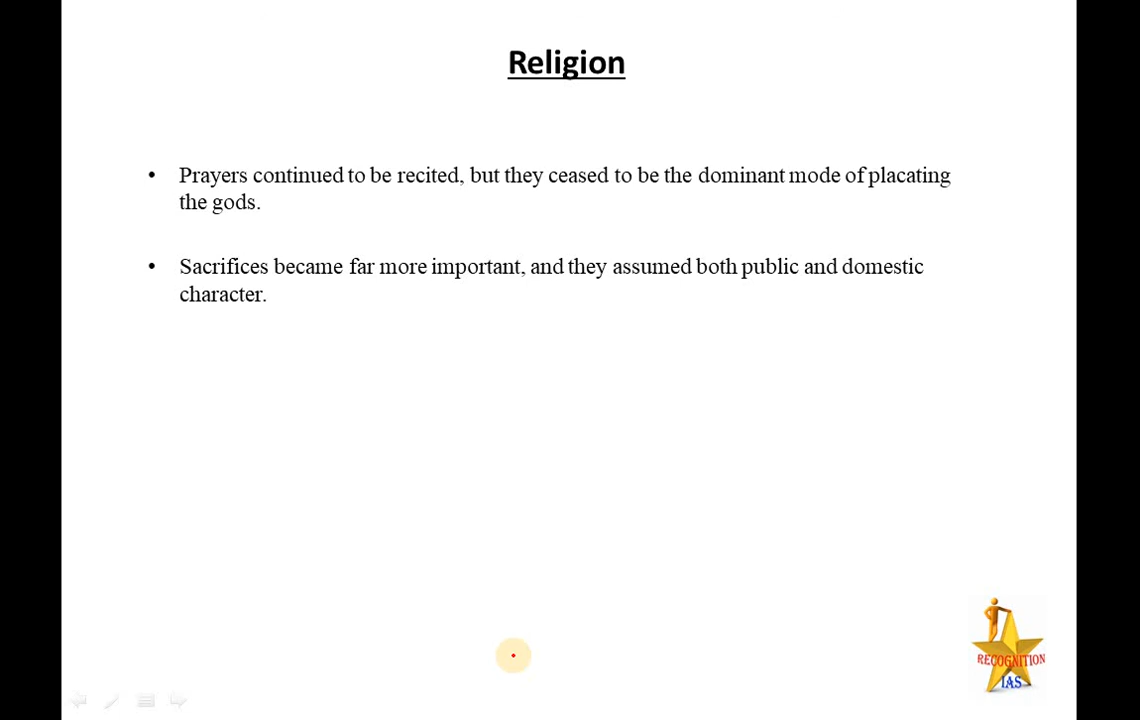 Religion
• Prayers continued to be recited, but they ceased to be the dominant mode of placating
the gods.
• Sacrifices became far more important, and they assumed both public and domestic
character.
RECOGNITION
IAS